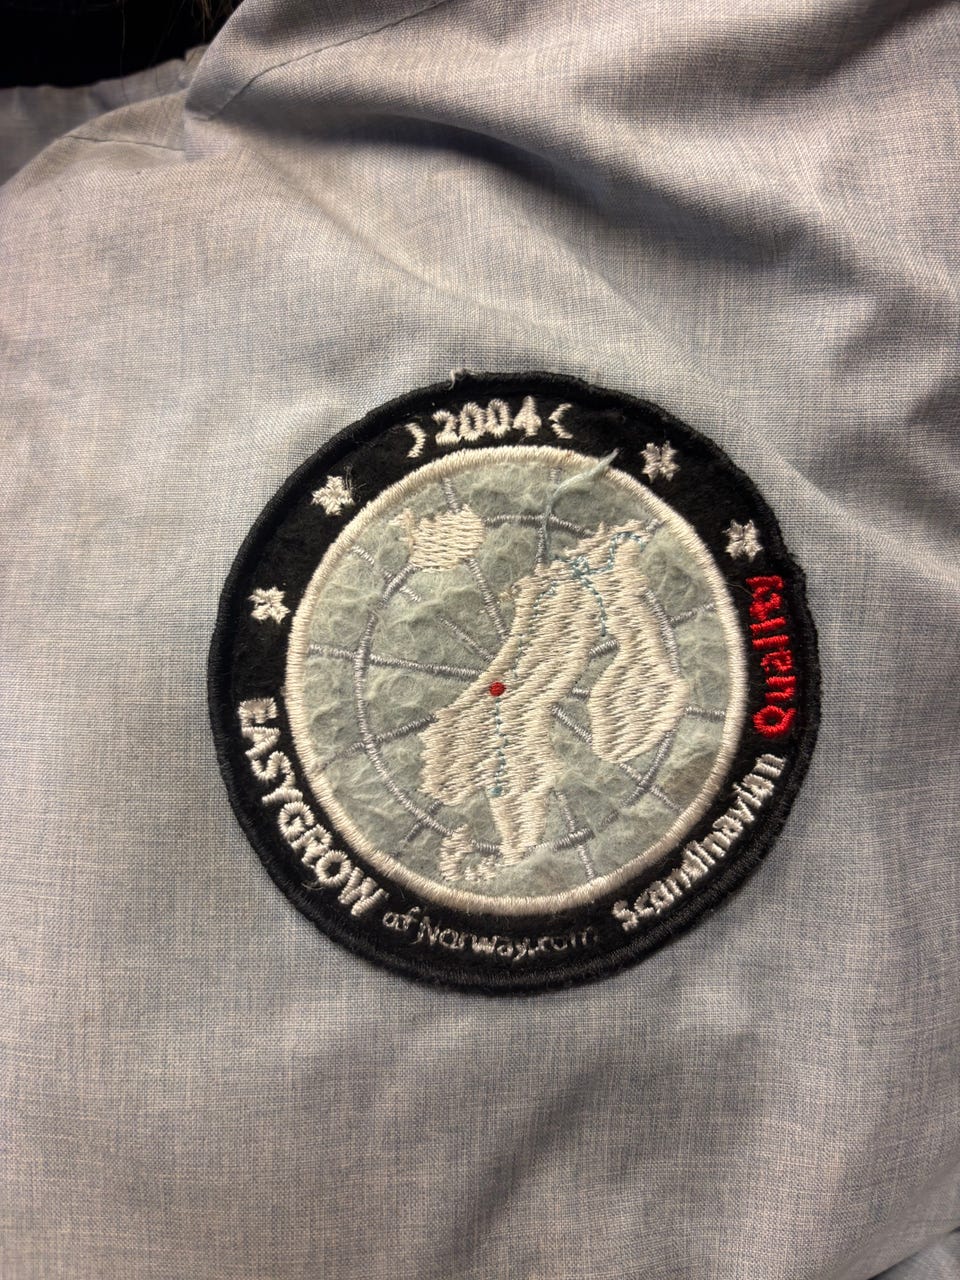 2004
EASYGROW
of Norway.com
Scandinavian
Quality